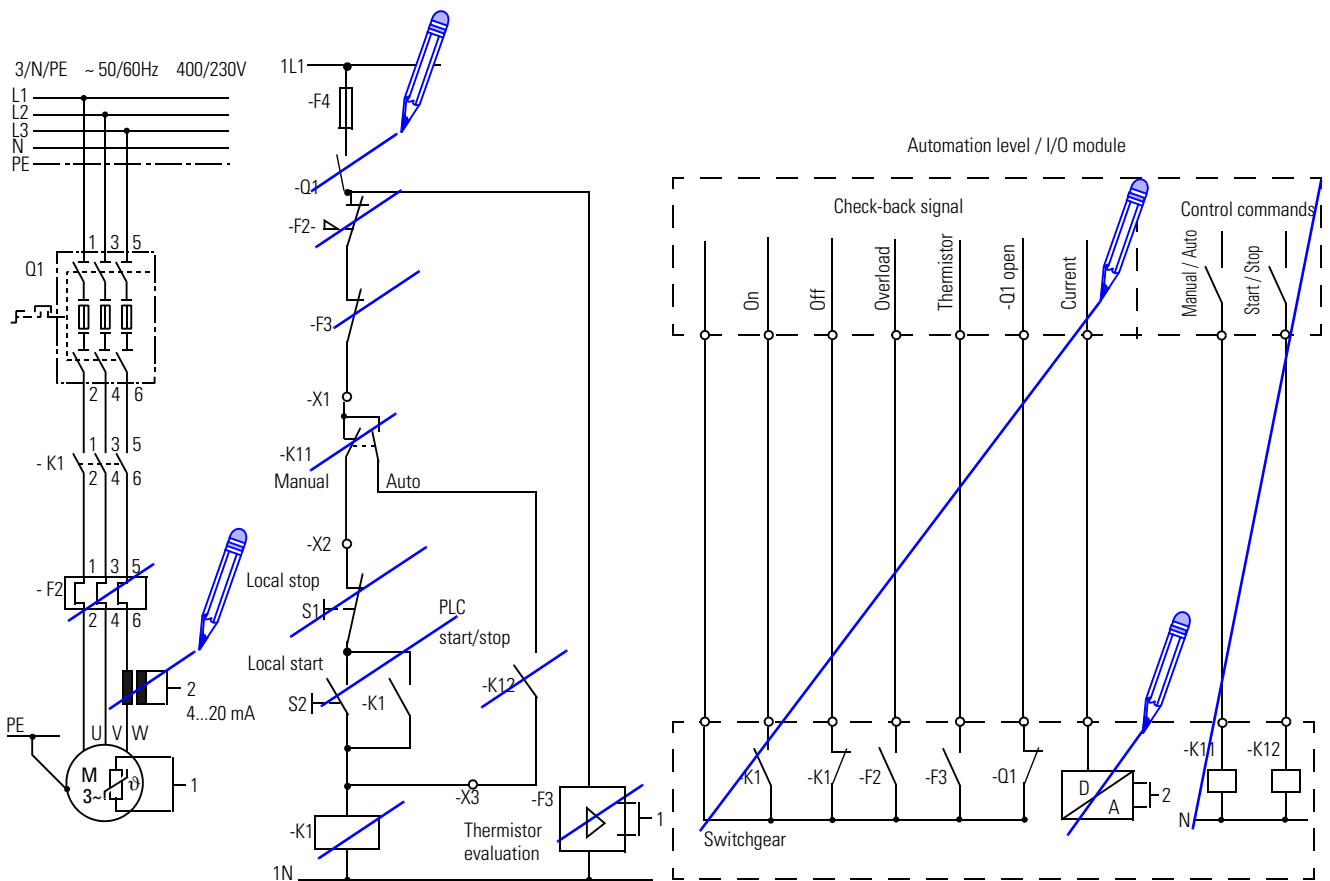 3/N/PE ~ 50/60Hz 400/230V
L1
L2
L3
N
PE
1 3 5
Q1
2 4 6
1 3 5
- K1
2 4 6
1 3 5
- F2
2 4 6
2
4...20 mA
PE
U V W
M
3~
ϑ
1
1L1
-F4
-Q1
-F2-
-F3
-X1
-K11
Manual
Auto
-X2
Local stop
S1
PLC
start/stop
Local start
S2
-K1
-K12
-X3
-F3
-K1
Thermistor
evaluation
1
1N
Automation level / I/O module
Check-back signal
Control commands
On
Off
Overload
Thermistor
-Q1 open
Current
Manual / Auto
Start / Stop
-K1
-K1
-F2
-F3
-Q1
D
A
2
-K11
-K12
N
Switchgear